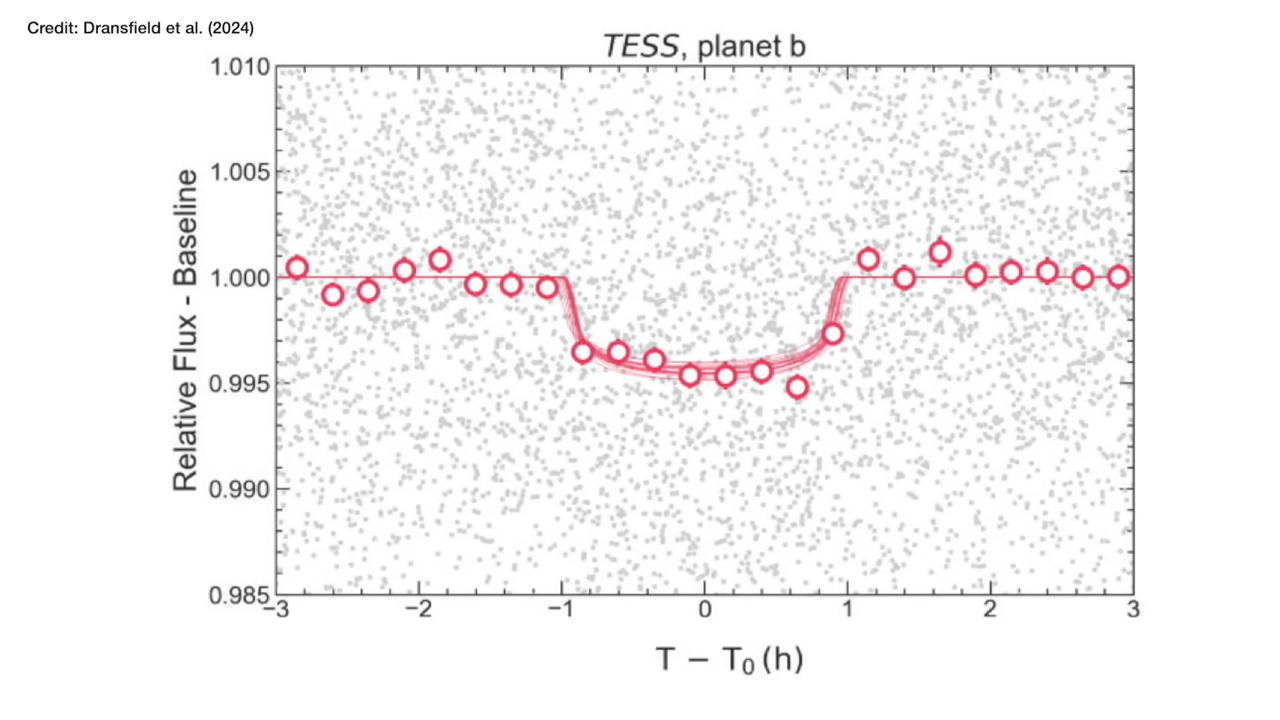 Credit: Dransfield et al. (2024)
TESS, planet b
1.010
1.005
1.000
0.995
0.990
0.985
Relative Flux - Baseline
−3 −2 −1 0 1 2 3
T − T₀ (h)